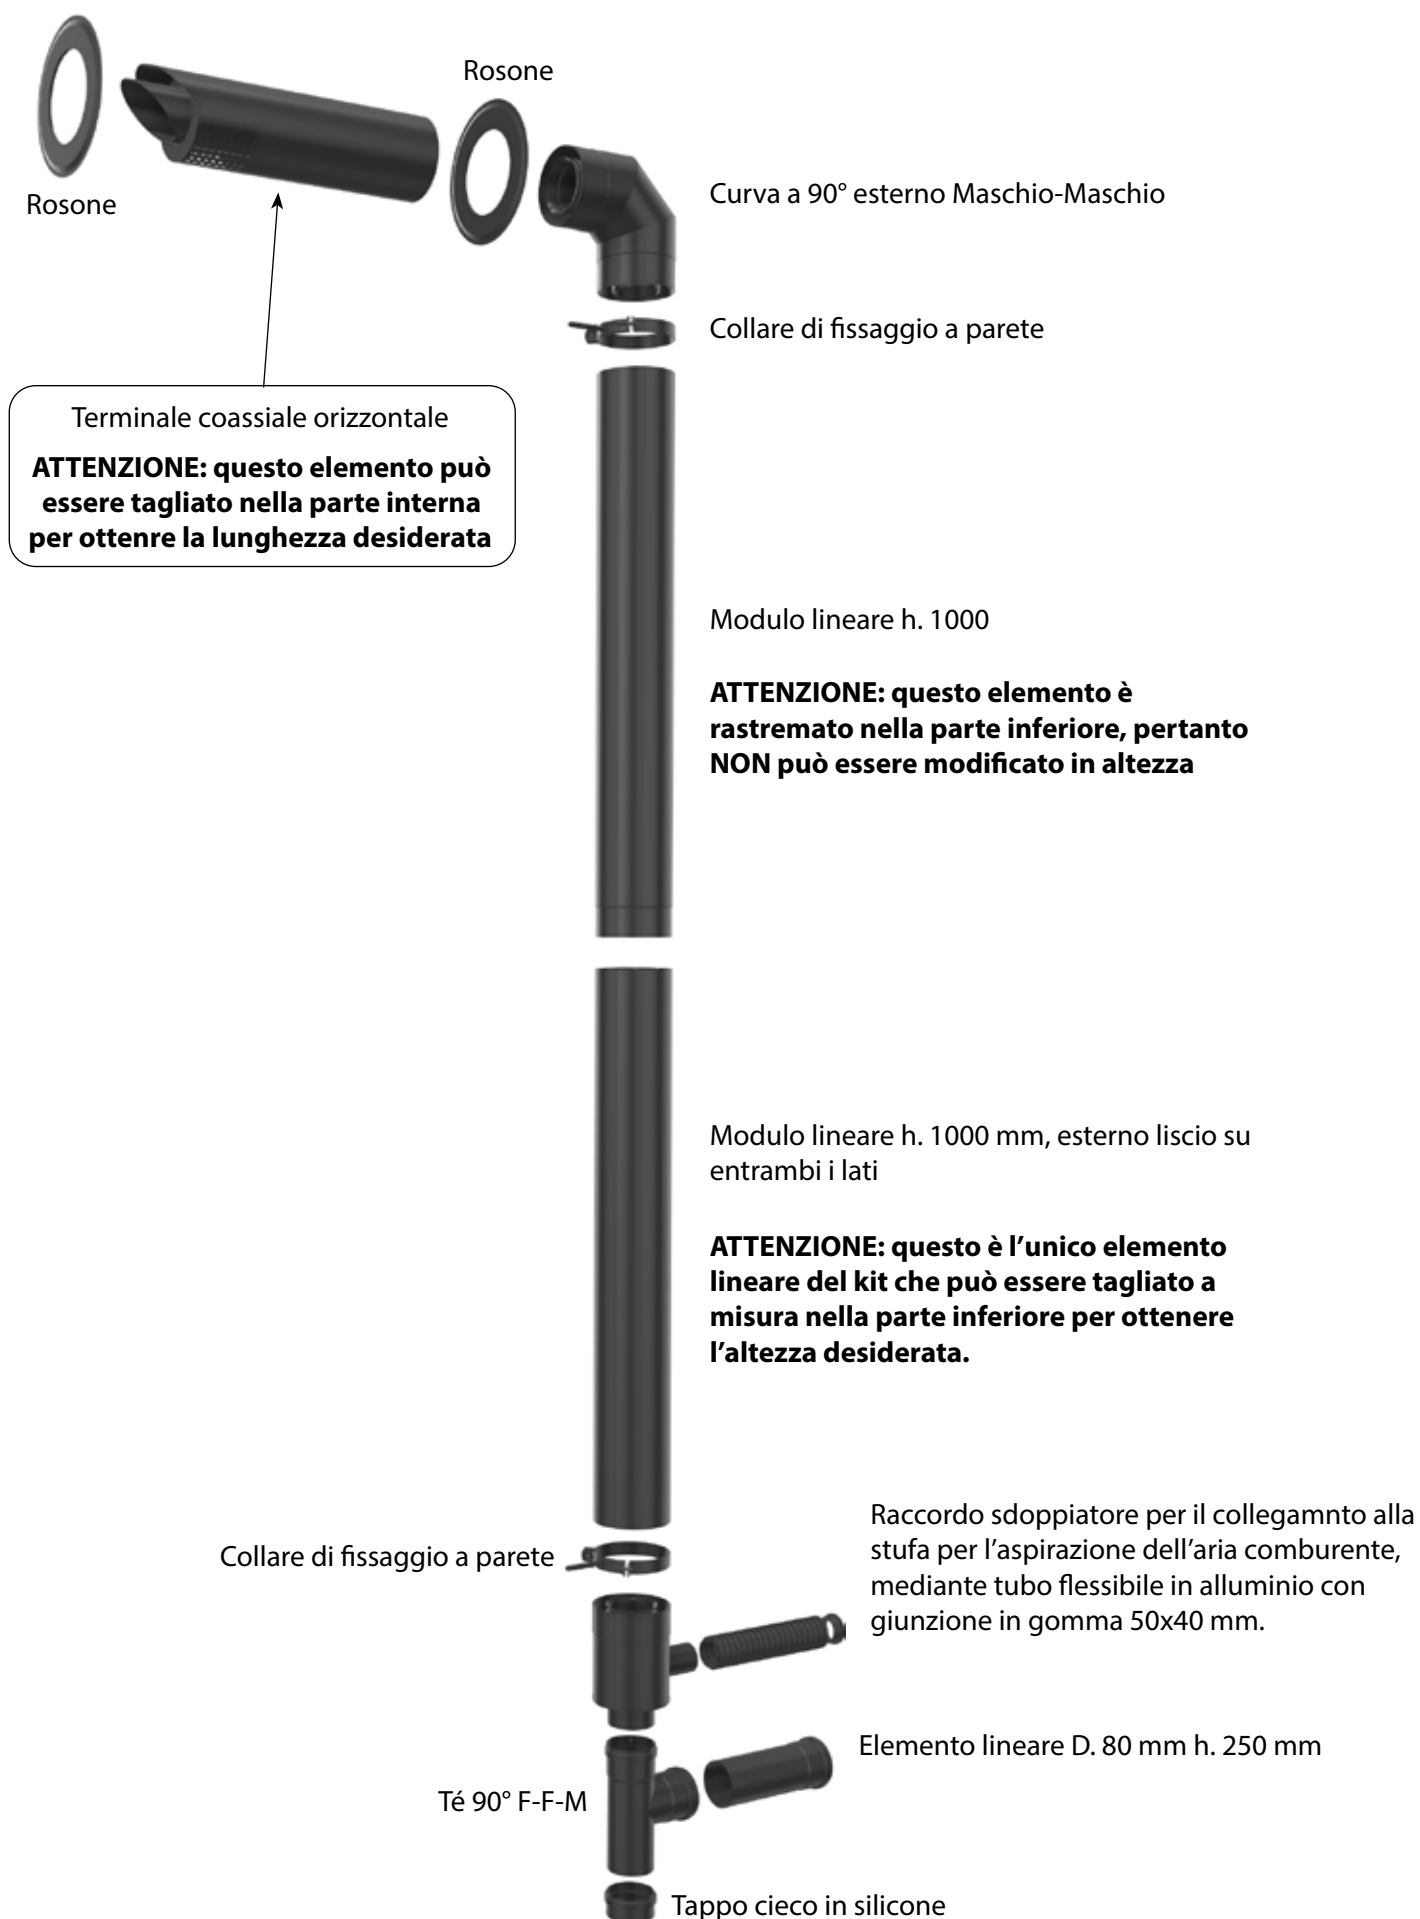 Rosone
Rosone
Curva a 90° esterno Maschio-Maschio
Collare di fissaggio a parete
Terminale coassiale orizzontale
ATTENZIONE: questo elemento può
essere tagliato nella parte interna
per ottenre la lunghezza desiderata
Modulo lineare h. 1000
ATTENZIONE: questo elemento è
rastremato nella parte inferiore, pertanto
NON può essere modificato in altezza
Modulo lineare h. 1000 mm, esterno liscio su
entrambi i lati
ATTENZIONE: questo è l’unico elemento
lineare del kit che può essere tagliato a
misura nella parte inferiore per ottenere
l’altezza desiderata.
Raccordo sdoppiatore per il collegamnto alla
stufa per l’aspirazione dell’aria comburente,
mediante tubo flessibile in alluminio con
giunzione in gomma 50x40 mm.
Collare di fissaggio a parete
Elemento lineare D. 80 mm h. 250 mm
Té 90° F-F-M
Tappo cieco in silicone